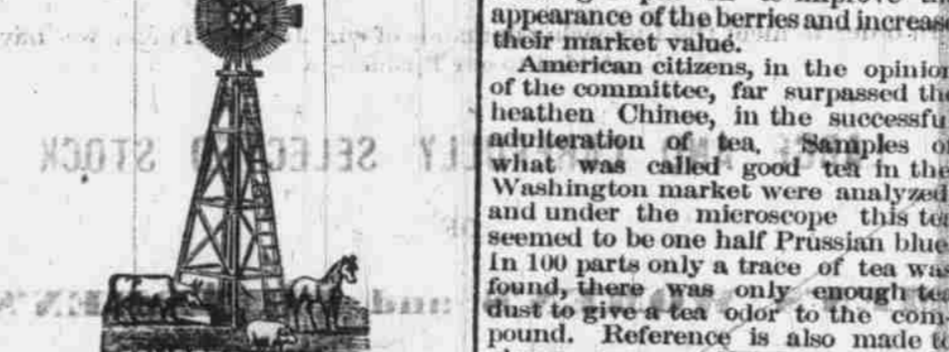 appearance of the berries and increas
their market value.
American citizens, in the opinion
of the committee, far surpassed the
heathen Chinee, in the successfu
adulteration of tea. Samples of
what was called good tea in the
Washington market were analyzed
and under the microscope this te
seemed to be one half Prussian blue
In 100 parts only a trace of tea was
found, there was only enough te
dust to give a tea odor to the com-
pound. Reference is also made t